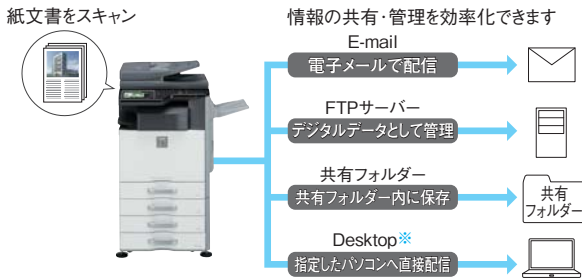 紙文書をスキャン
情報の共有・管理を効率化できます
E-mail
電子メールで配信
FTPサーバー
デジタルデータとして管理
共有フォルダー
共有フォルダー内に保存
共有
フォルダー
Desktop※
指定したパソコンへ直接配信